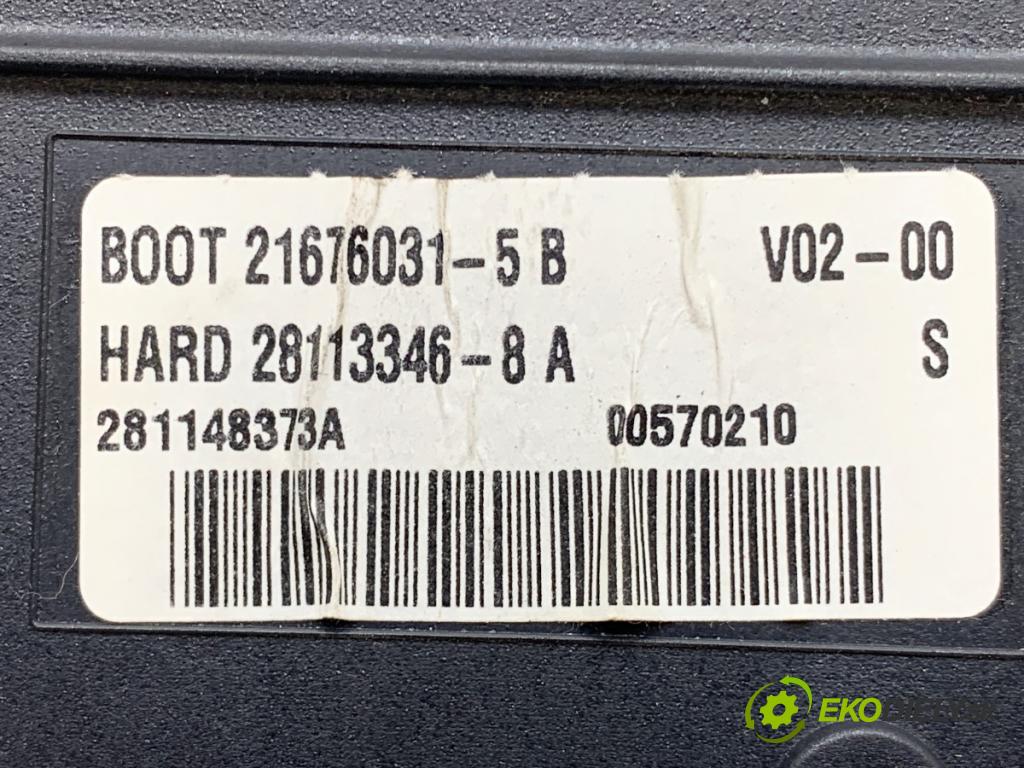 BOOT 21676031-5 B V02-00
HARD 28113346-8 A S
281148373A 00570210
EKO